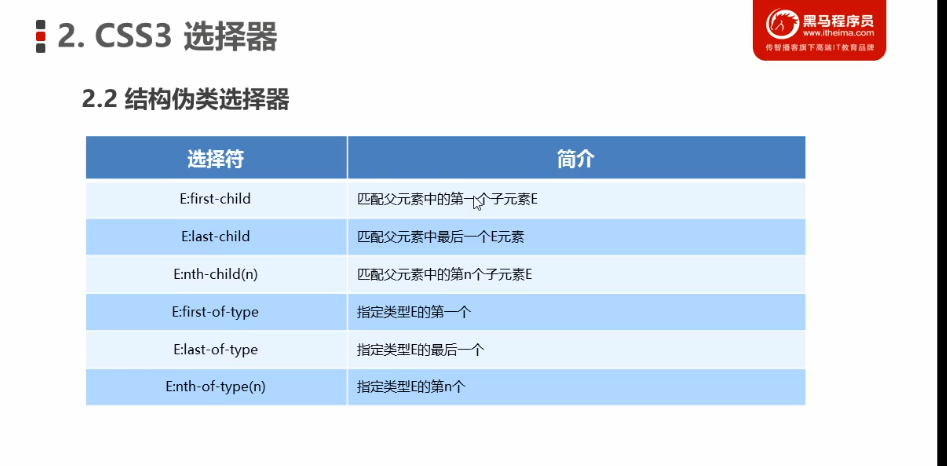 2. CSS3 选择器
黑马程序员
www.itheima.com
传智播客旗下高端IT教育品牌
2.2 结构伪类选择器
选择符 简介
E:first-child 匹配父元素中的第一个子元素E
E:last-child 匹配父元素中最后一个E元素
E:nth-child(n) 匹配父元素中的第n个子元素E
E:first-of-type 指定类型E的第一个
E:last-of-type 指定类型E的最后一个
E:nth-of-type(n) 指定类型E的第n个